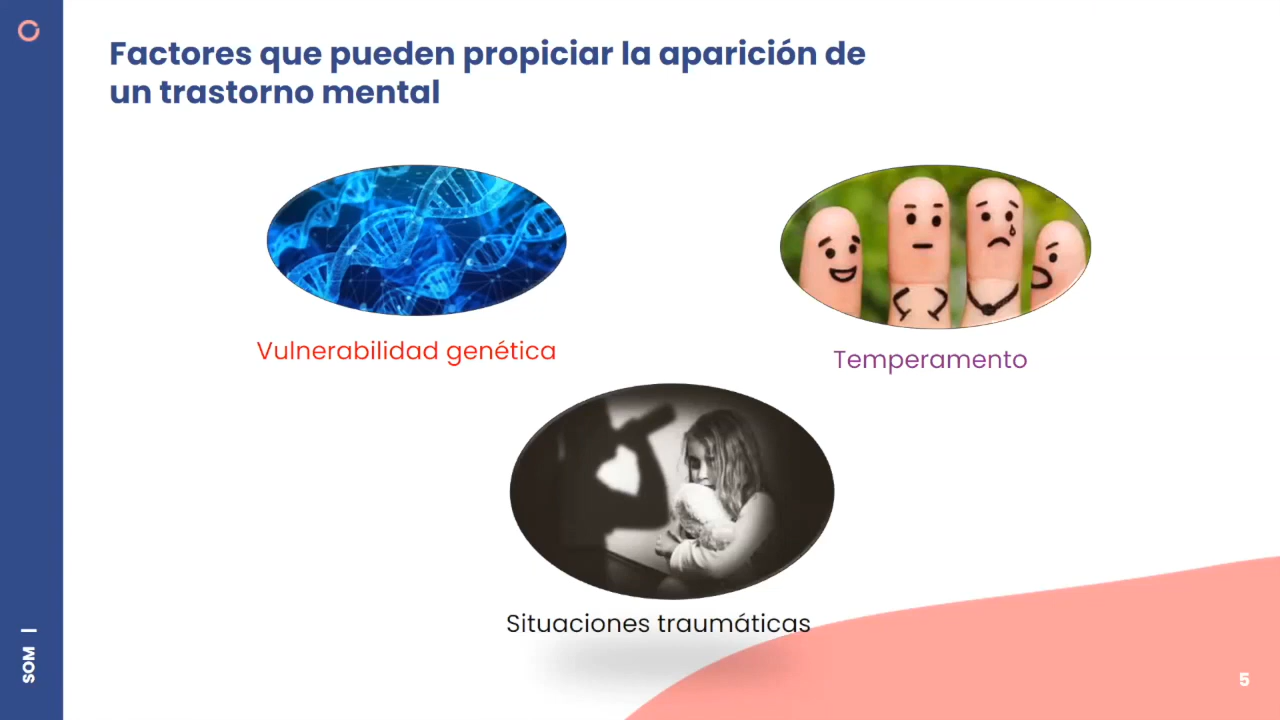 Factores que pueden propiciar la aparición de
un trastorno mental
Vulnerabilidad genética
Temperamento
Situaciones traumáticas
SOM |
5